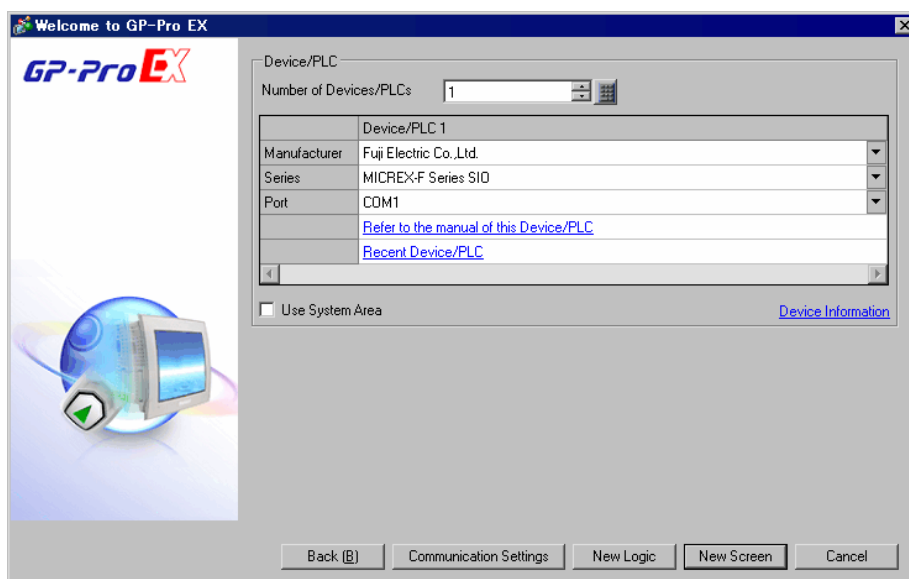 Welcome to GP-Pro EX
GP-Pro EX
Device/PLC
Number of Devices/PLCs 1
Device/PLC 1
Manufacturer Fuji Electric Co.,Ltd.
Series MICREX-F Series SIO
Port COM1
Refer to the manual of this Device/PLC
Recent Device/PLC
Use System Area Device Information
Back (B) Communication Settings New Logic New Screen Cancel